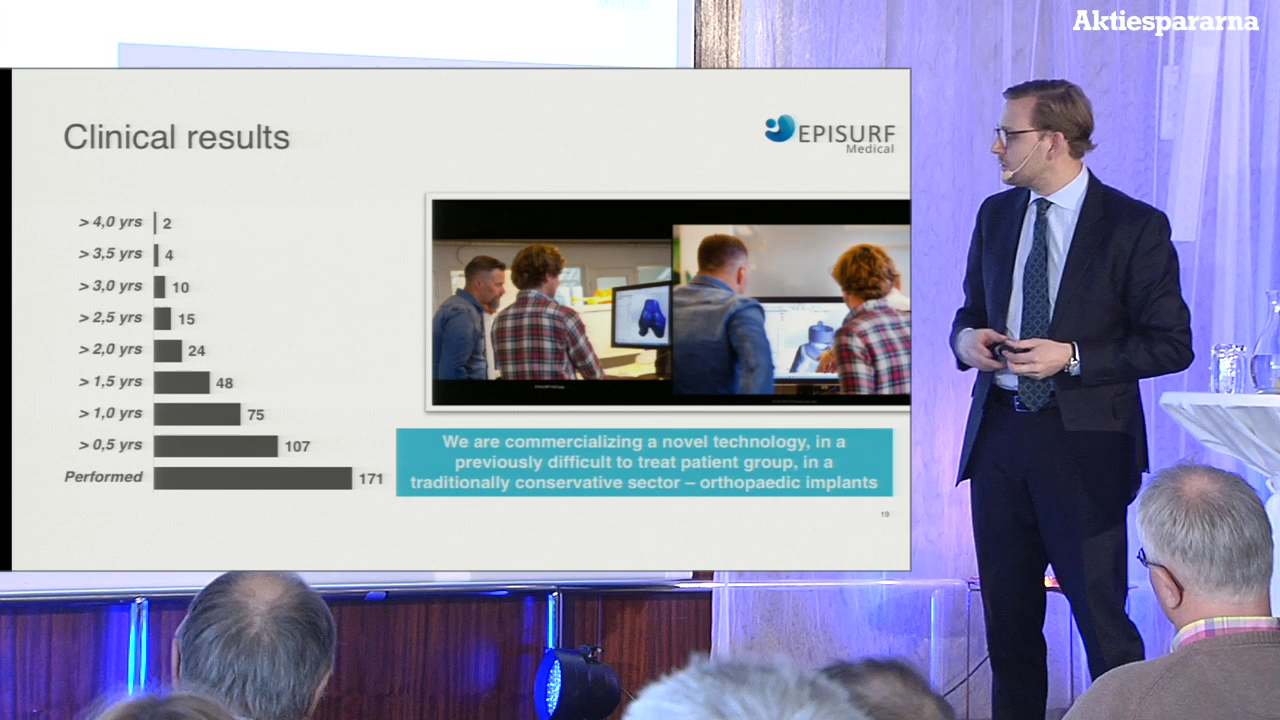 Aktiespararna
Clinical results
EPISURF
Medical
> 4,0 yrs 2
> 3,5 yrs 4
> 3,0 yrs 10
> 2,5 yrs 15
> 2,0 yrs 24
> 1,5 yrs 48
> 1,0 yrs 75
> 0,5 yrs 107
Performed 171
We are commercializing a novel technology, in a
previously difficult to treat patient group, in a
traditionally conservative sector – orthopaedic implants
19